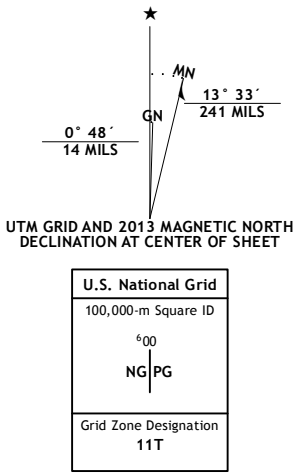 ★
MN
GN
13° 33´
241 MILS
0° 48´
14 MILS
UTM GRID AND 2013 MAGNETIC NORTH
DECLINATION AT CENTER OF SHEET
U.S. National Grid
100,000-m Square ID
⁶00
NG PG
Grid Zone Designation
11T